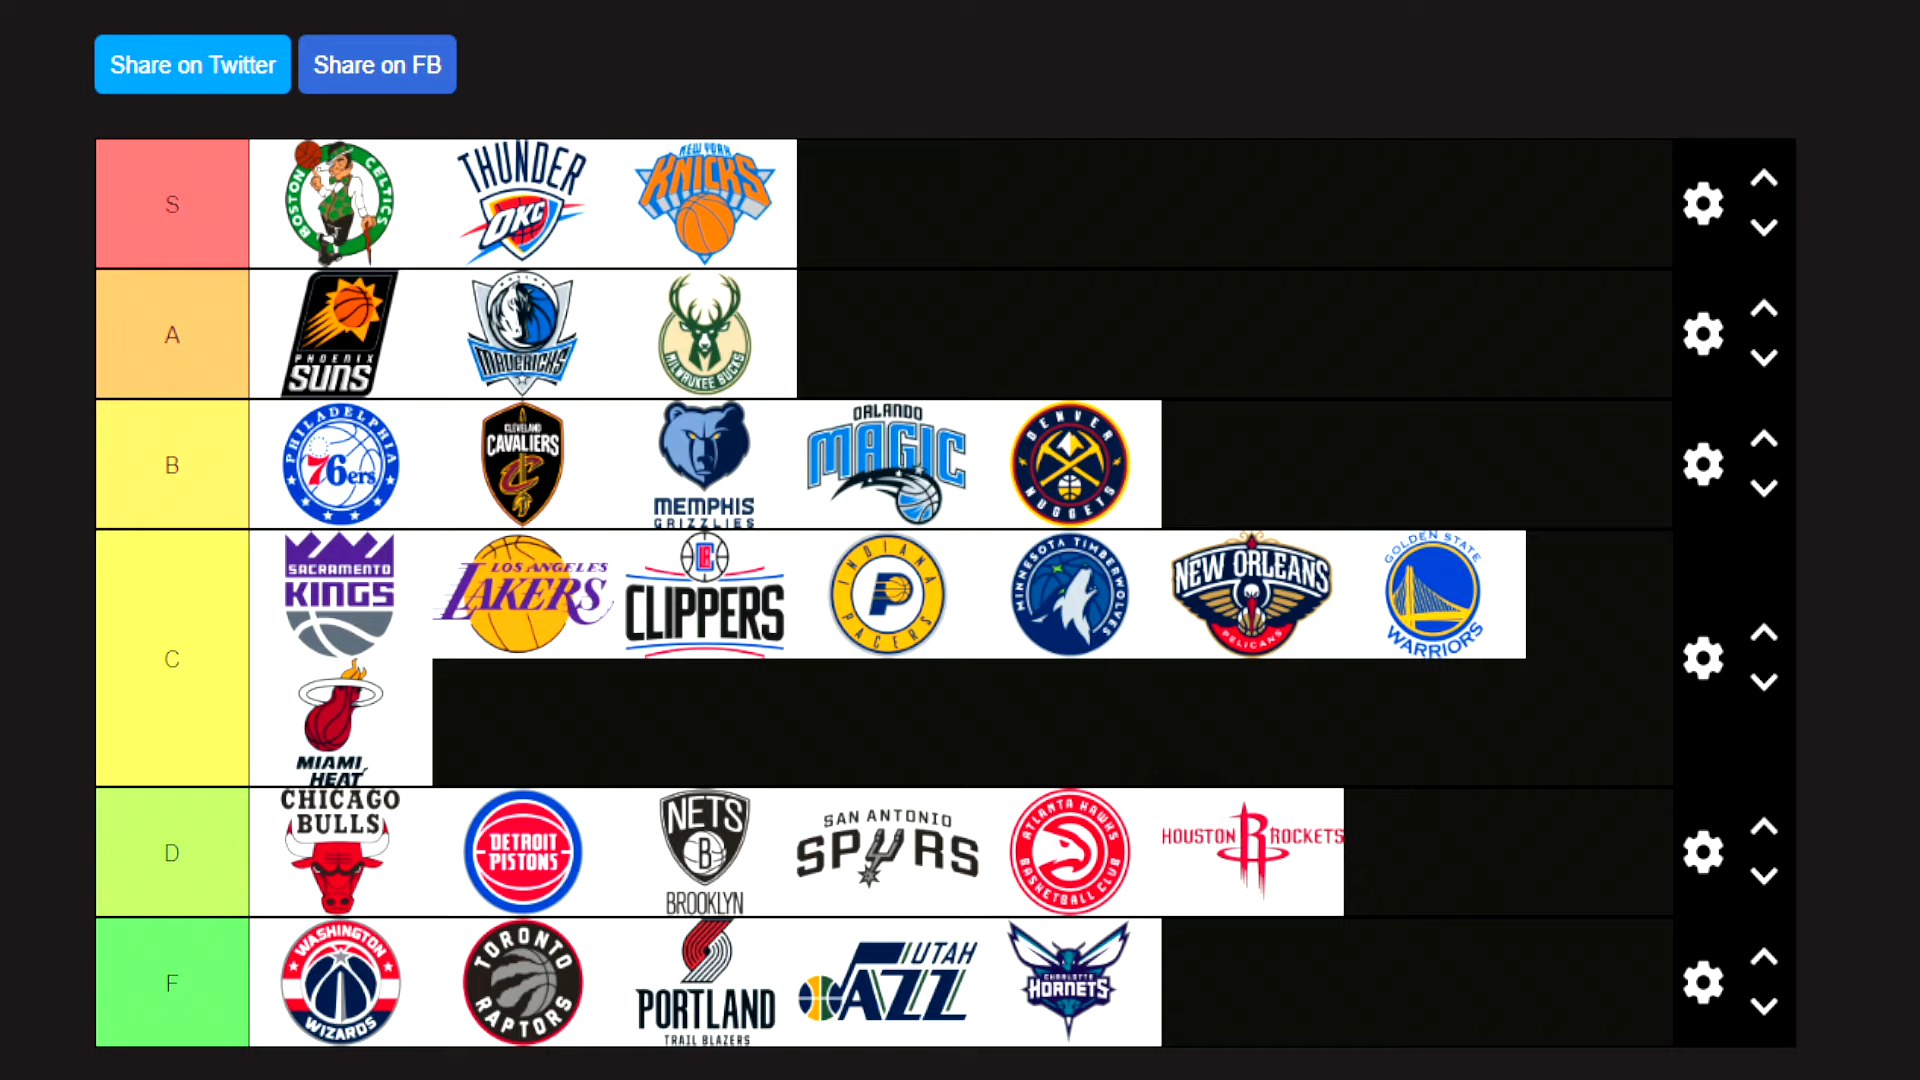 Share on Twitter
Share on FB
S
BOSTON CELTICS
THUNDER
OKC
NEW YORK
KNICKS
A
PHOENIX
SUNS
MAVERICKS
MILWAUKEE BUCKS
B
PHILADELPHIA
76ers
CLEVELAND
CAVALIERS
C
MEMPHIS
GRIZZLIES
ORLANDO
MAGIC
DENVER
NUGGETS
C
SACRAMENTO
KINGS
LOS ANGELES
LAKERS
CLIPPERS
INDIANA
PACERS
P
MINNESOTA TIMBERWOLVES
NEW ORLEANS
PELICANS
GOLDEN STATE
WARRIORS
MIAMI
HEAT
D
CHICAGO
BULLS
DETROIT
PISTONS
NETS
B
BROOKLYN
SAN ANTONIO
SPURS
ATLANTA HAWKS
BASKETBALL CLUB
HOUSTON R ROCKETS
F
WASHINGTON
WIZARDS
TORONTO
RAPTORS
PORTLAND
TRAIL BLAZERS
UTAH
JAZZ
CHARLOTTE
HORNETS